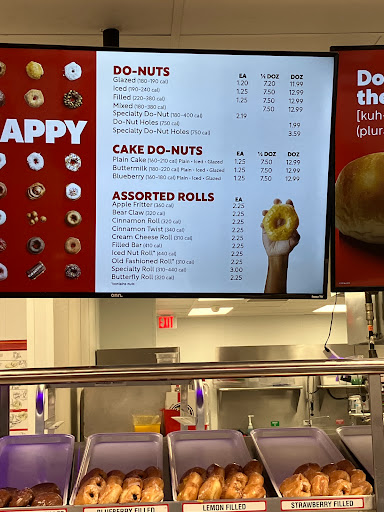 APPY
DO-NUTS EA ½ DOZ DOZ
Glazed (180-190 cal) 1.20 7.20 11.99
Iced (190-240 cal) 1.25 7.50 12.99
Filled (220-380 cal) 1.25 7.50 12.99
Mixed (180-380 cal) 7.50 12.99
Specialty Do-Nut (180-400 cal) 2.19
Do-Nut Holes (750 cal) 1.99
Specialty Do-Nut Holes (750 cal) 3.59
CAKE DO-NUTS EA ½ DOZ DOZ
Plain Cake (160-210 cal) Plain • Iced • Glazed 1.25 7.50 12.99
Buttermilk (180-220 cal) Plain • Iced • Glazed 1.25 7.50 12.99
Blueberry (160-180 cal) Plain • Iced • Glazed 1.25 7.50 12.99
ASSORTED ROLLS EA
Apple Fritter (360 cal) 2.25
Bear Claw (320 cal) 2.25
Cinnamon Roll (320 cal) 2.25
Cinnamon Twist (340 cal) 2.25
Cream Cheese Roll (310 cal) 2.25
Filled Bar (410 cal) 2.25
Iced Nut Roll* (640 cal) 2.25
Old Fashioned Roll* (310 cal) 2.25
Specialty Roll (310-440 cal) 3.00
Butterfly Roll (320 cal) 2.25
Do
the
[kuh-
(plur
EXIT
BLUEBERRY FILLED
LEMON FILLED
STRAWBERRY FILLED